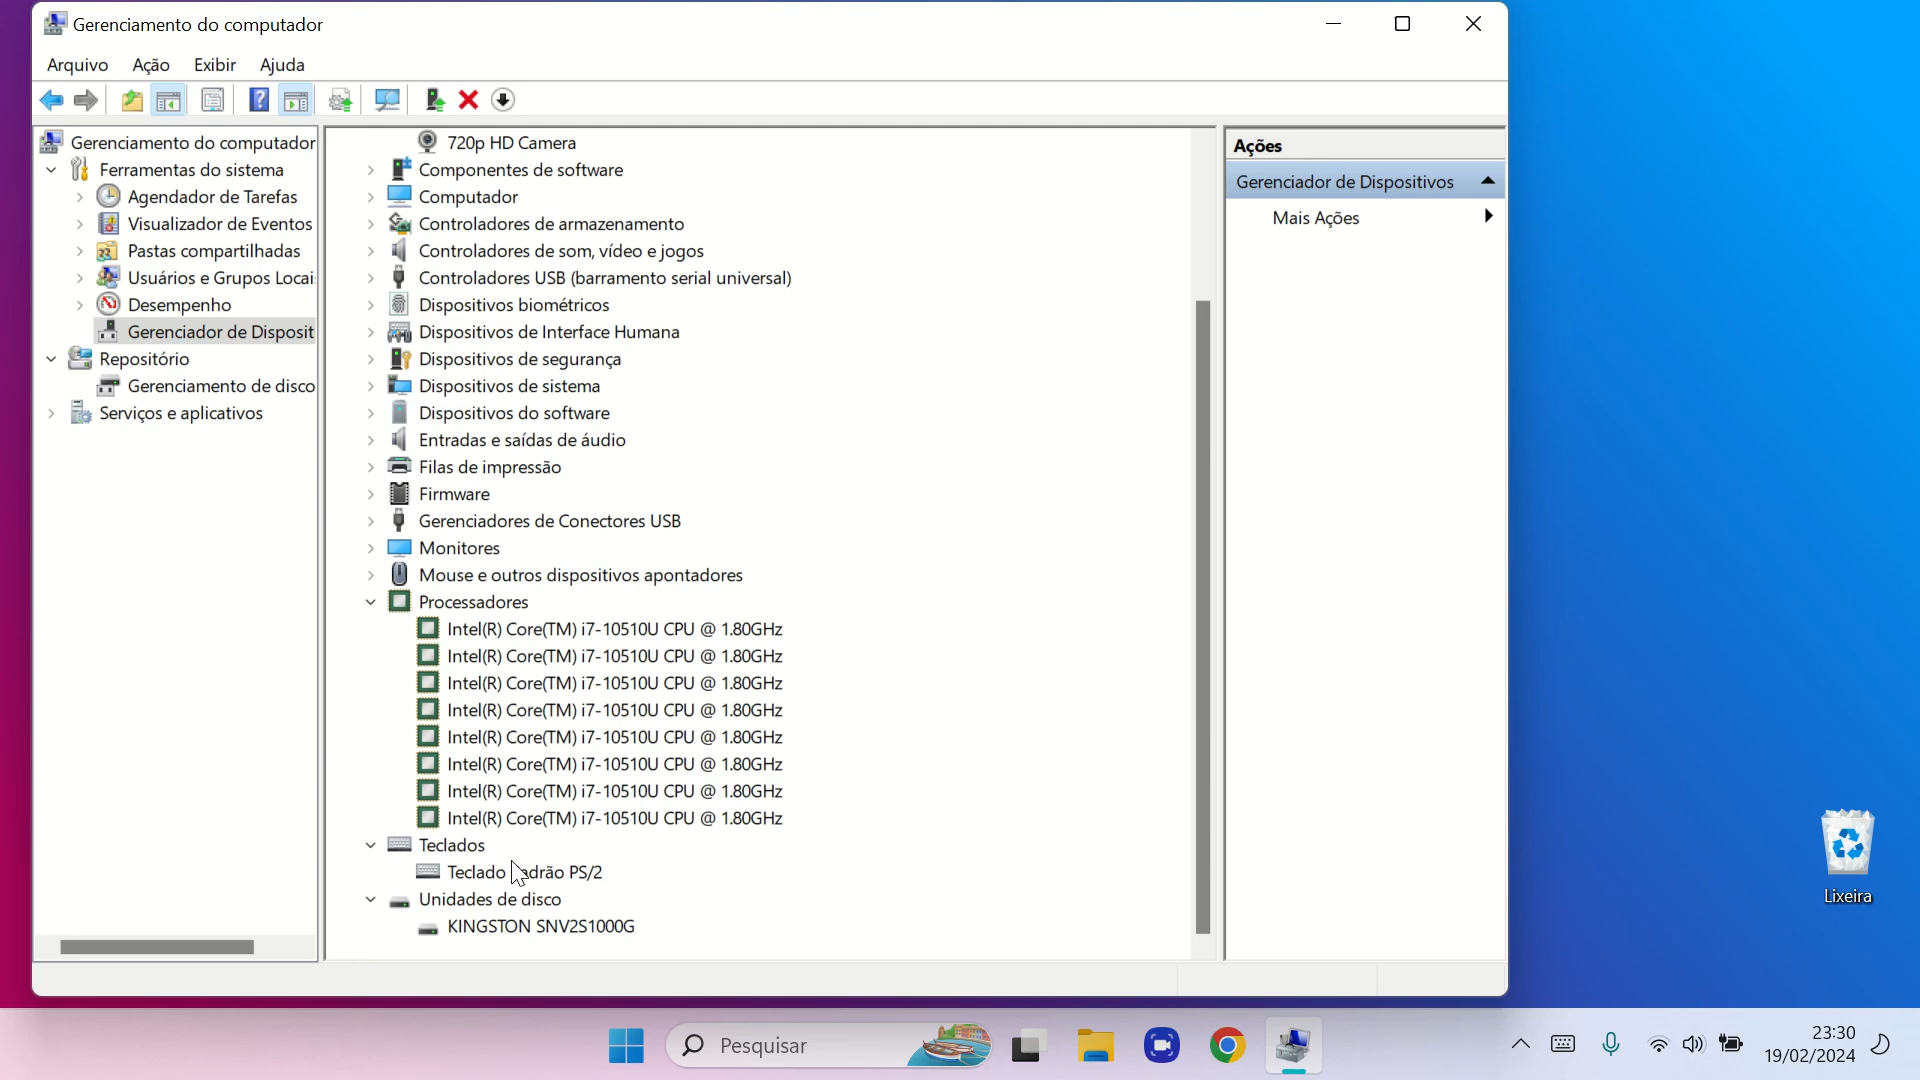 Gerenciamento do computador
Arquivo Ação Exibir Ajuda
Gerenciamento do computador
Ferramentas do sistema
Agendador de Tarefas
Visualizador de Eventos
Pastas compartilhadas
Usuários e Grupos Locai
Desempenho
Gerenciador de Disposit
Repositório
Gerenciamento de disco
Serviços e aplicativos
720p HD Camera
Componentes de software
Computador
Controladores de armazenamento
Controladores de som, vídeo e jogos
Controladores USB (barramento serial universal)
Dispositivos biométricos
Dispositivos de Interface Humana
Dispositivos de segurança
Dispositivos de sistema
Dispositivos do software
Entradas e saídas de áudio
Filas de impressão
Firmware
Gerenciadores de Conectores USB
Monitores
Mouse e outros dispositivos apontadores
Processadores
Intel(R) Core(TM) i7-10510U CPU @ 1.80GHz
Intel(R) Core(TM) i7-10510U CPU @ 1.80GHz
Intel(R) Core(TM) i7-10510U CPU @ 1.80GHz
Intel(R) Core(TM) i7-10510U CPU @ 1.80GHz
Intel(R) Core(TM) i7-10510U CPU @ 1.80GHz
Intel(R) Core(TM) i7-10510U CPU @ 1.80GHz
Intel(R) Core(TM) i7-10510U CPU @ 1.80GHz
Intel(R) Core(TM) i7-10510U CPU @ 1.80GHz
Teclados
Teclado padrão PS/2
Unidades de disco
KINGSTON SNV2S1000G
Ações
Gerenciador de Dispositivos
Mais Ações
Lixeira
Pesquisar
23:30
19/02/2024